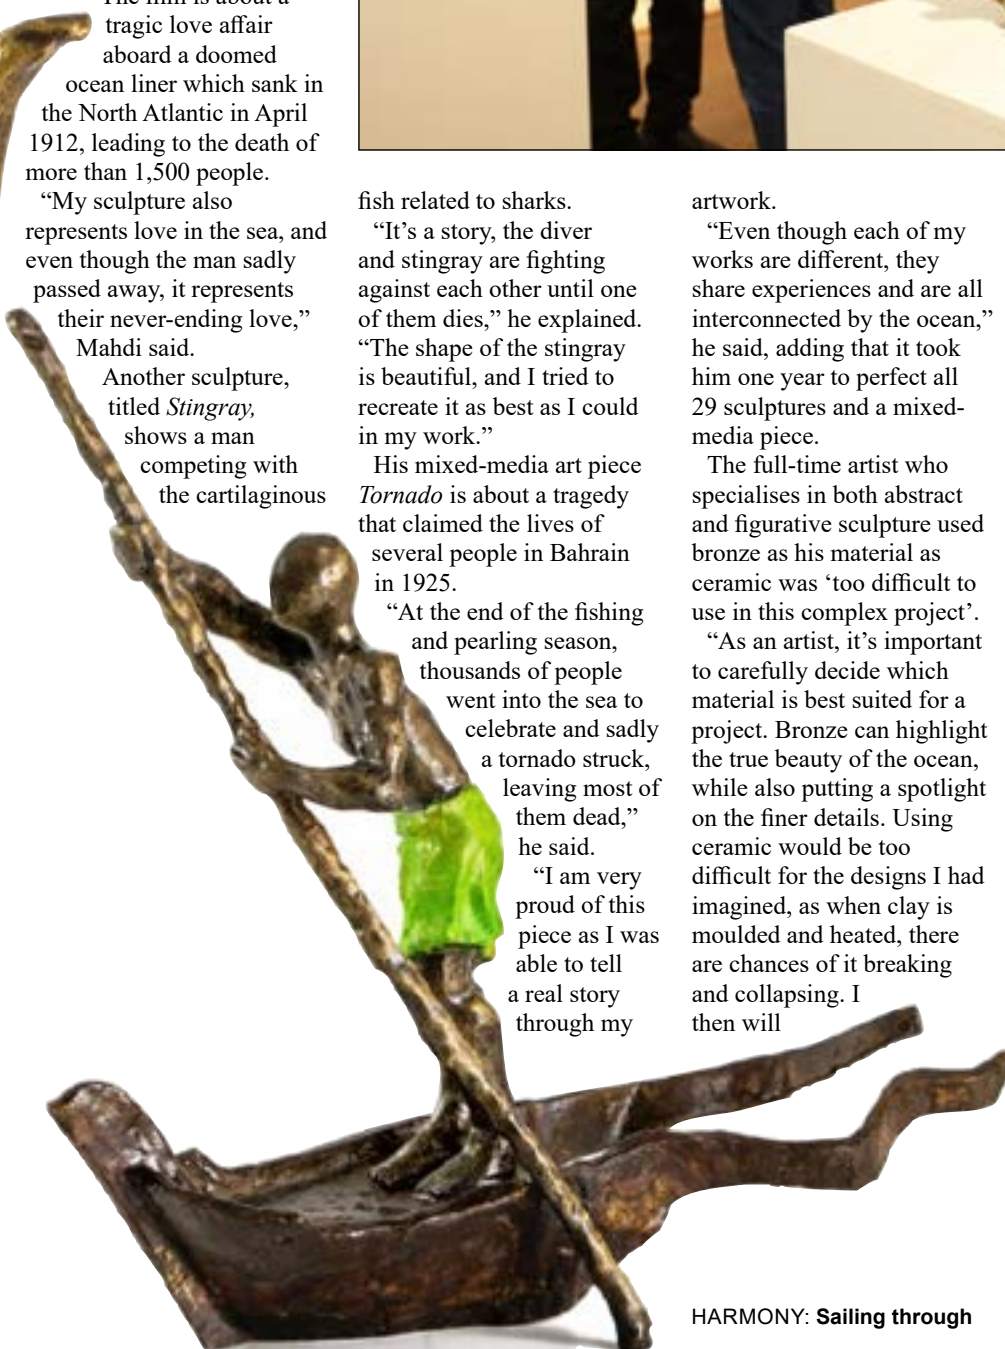 The film is about a
tragic love affair
aboard a doomed
ocean liner which sank in
the North Atlantic in April
1912, leading to the death of
more than 1,500 people.
“My sculpture also
represents love in the sea, and
even though the man sadly
passed away, it represents
their never-ending love,”
Mahdi said.
Another sculpture,
titled Stingray,
shows a man
competing with
the cartilaginous
fish related to sharks.
“It’s a story, the diver
and stingray are fighting
against each other until one
of them dies,” he explained.
“The shape of the stingray
is beautiful, and I tried to
recreate it as best as I could
in my work.”
His mixed-media art piece
Tornado is about a tragedy
that claimed the lives of
several people in Bahrain
in 1925.
“At the end of the fishing
and pearling season,
thousands of people
went into the sea to
celebrate and sadly
a tornado struck,
leaving most of
them dead,”
he said.
“I am very
proud of this
piece as I was
able to tell
a real story
through my
artwork.
“Even though each of my
works are different, they
share experiences and are all
interconnected by the ocean,”
he said, adding that it took
him one year to perfect all
29 sculptures and a mixed-
media piece.
The full-time artist who
specialises in both abstract
and figurative sculpture used
bronze as his material as
ceramic was ‘too difficult to
use in this complex project’.
“As an artist, it’s important
to carefully decide which
material is best suited for a
project. Bronze can highlight
the true beauty of the ocean,
while also putting a spotlight
on the finer details. Using
ceramic would be too
difficult for the designs I had
imagined, as when clay is
moulded and heated, there
are chances of it breaking
and collapsing. I
then will
HARMONY: Sailing through